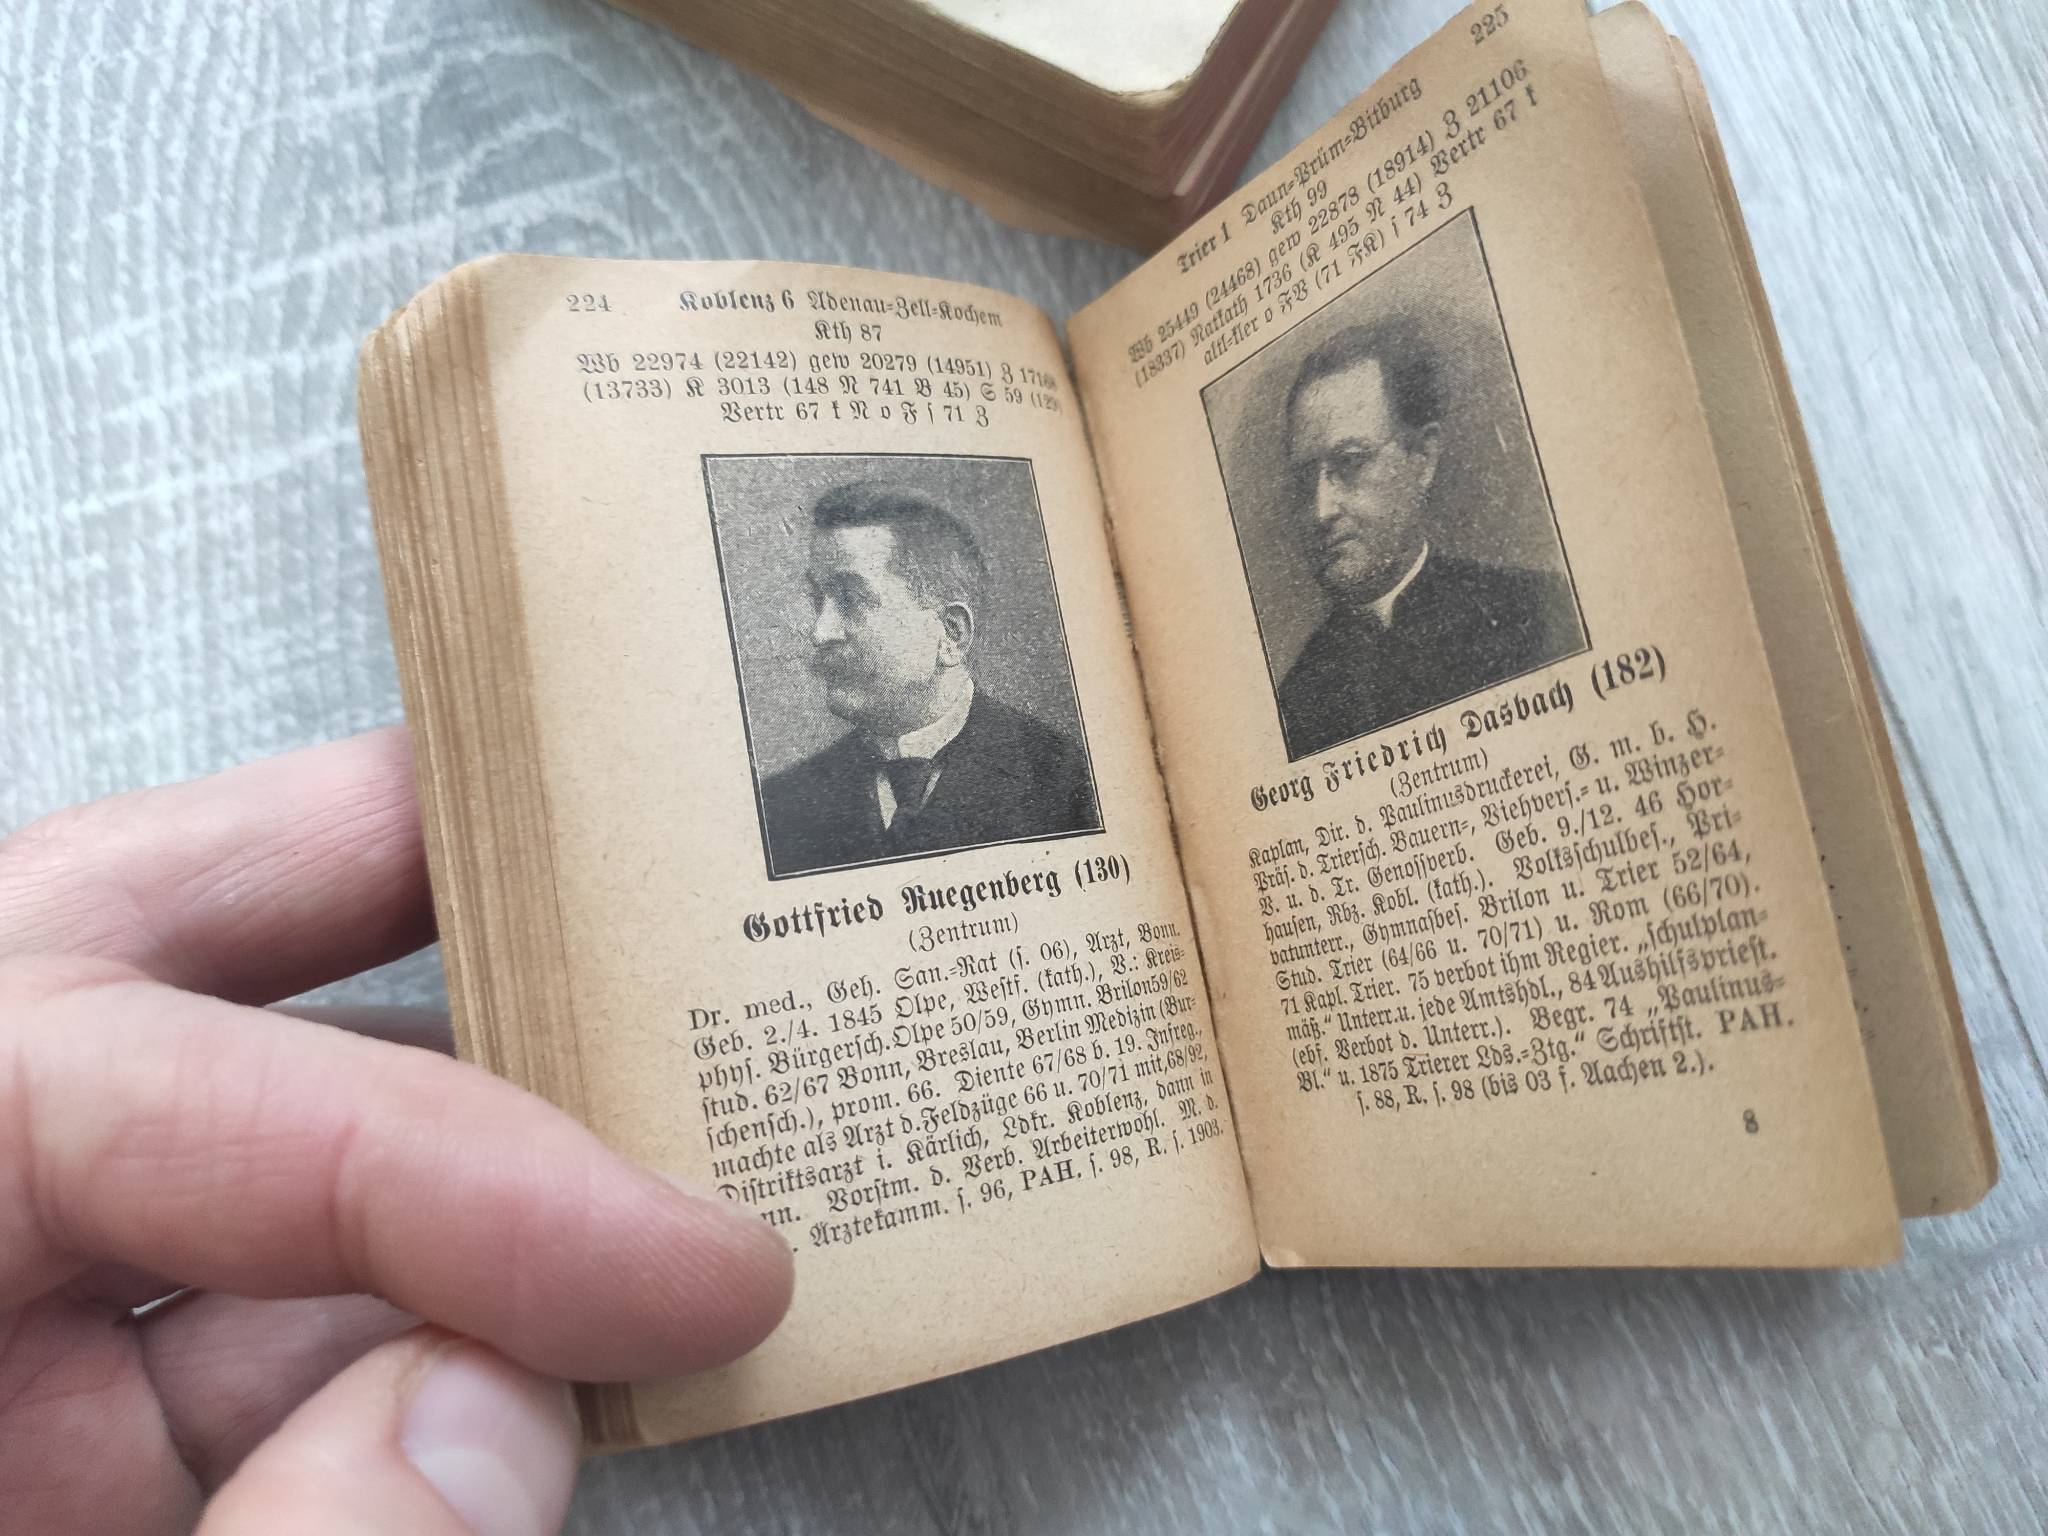 224 Koblenz 6 Adenau=Zell=Kochem
Kth 87
Wb 22974 (22142) gew 20279 (14951) Z
(13733) K 3013 (148 N 741 B 45) S 59
Vertr 67 k N o F ſ 71 Z
Gottfried Ruegenberg (130)
(Zentrum)
Dr. med., Geh. San.=Rat (ſ. 06), Arzt, Bonn.
Geb. 2./4. 1845 Olpe, Weſtf. (kath.), V.: Kreis=
phyſ. Bürgerſch. Olpe 50/59, Gymn. Brilon 59/62
ſtud. 62/67 Bonn, Breslau, Berlin Medizin (Bur=
ſchenſch.), prom. 66. Diente 67/68 b. 19. Infreg.,
machte als Arzt d. Feldzüge 66 u. 70/71 mit, 68/92,
Diſtriktsarzt i. Kärlich, Ldkr. Koblenz, dann in
Vorſtm. d. Verb. Arbeiterwohl. M. d.
Ärztekamm. ſ. 96, PAH. ſ. 98, R. ſ. 1903.
225
Trier 1 Daun=Prüm=Bitburg
Kth 99
Wb 25449 (24468) gew 22878 (18914) Z 21106
(18337) Natkath 1736 (K 495 N 44) Vertr 67 k
altl=kler o FV (71 FK) ſ 74 Z
Georg Friedrich Dasbach (182)
(Zentrum)
Kaplan, Dir. d. Paulinusdruckerei, G. m. b. H.
Präſ. d. Trierſch. Bauern=, Viehverſ.= u. Winzer=
V. u. d. Tr. Genoſſverb. Geb. 9./12. 46 Hor=
hauſen, Rbz. Kobl. (kath.). Volksſchulbeſ., Pri=
vatunterr., Gymnaſbeſ. Brilon u. Trier 52/64,
Stud. Trier (64/66 u. 70/71) u. Rom (66/70).
71 Kapl. Trier. 75 verbot ihm Regier. „ſchulplan=
mäß.“ Unterr. u. jede Amtshdl., 84 Aushilfsprieſt.
(ebf. Verbot d. Unterr.). Begr. 74 „Paulinus=
Bl.“ u. 1875 Trierer Lds.=Ztg.“ Schriftſt. PAH.
ſ. 88, R. ſ. 98 (bis 03 f. Aachen 2.).
8